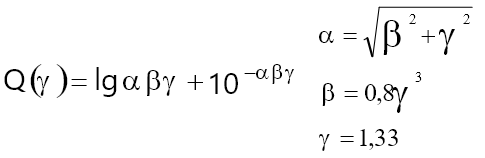 Q(γ)= lg αβγ + 10^{-αβγ}
α = √(β² + γ²)
β = 0,8γ³
γ = 1,33